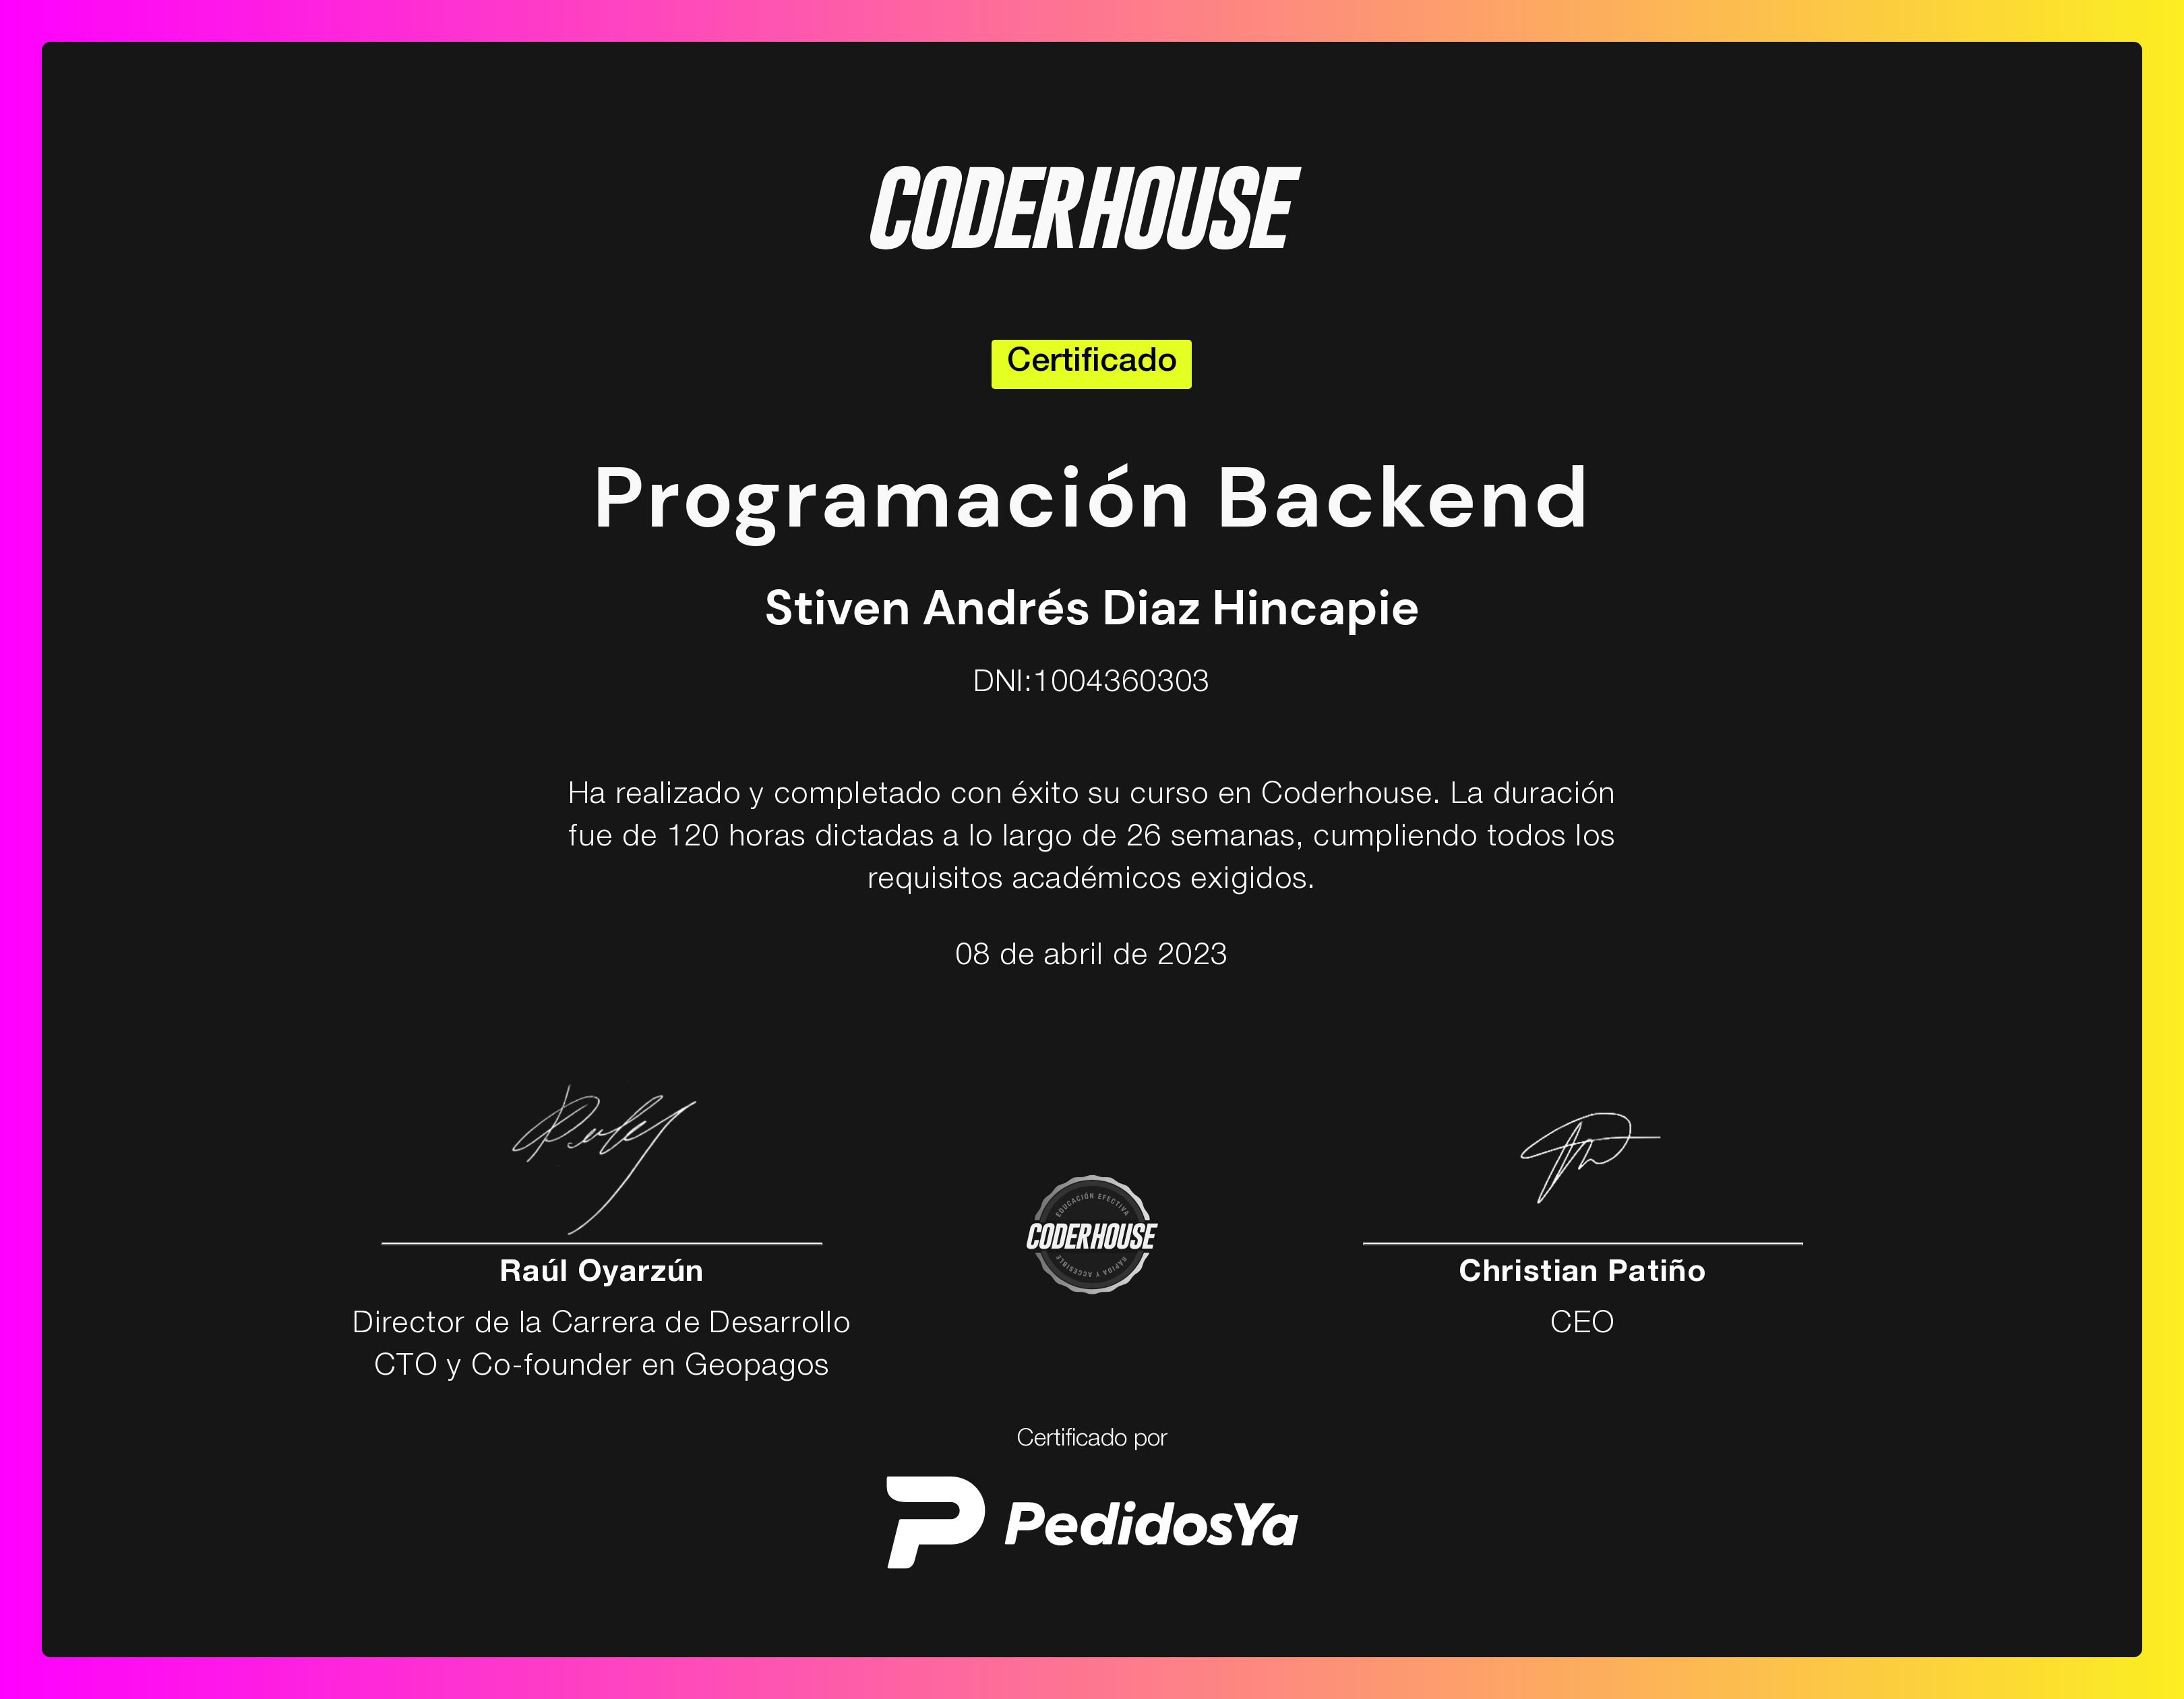 CODERHOUSE
Certificado
Programación Backend
Stiven Andrés Diaz Hincapie
DNI:1004360303
Ha realizado y completado con éxito su curso en Coderhouse. La duración
fue de 120 horas dictadas a lo largo de 26 semanas, cumpliendo todos los
requisitos académicos exigidos.
08 de abril de 2023
EDUCACIÓN EFECTIVA
CODERHOUSE
RÁPIDA Y ACCESIBLE
Raúl Oyarzún
Director de la Carrera de Desarrollo
CTO y Co-founder en Geopagos
Christian Patiño
CEO
Certificado por
PedidosYa